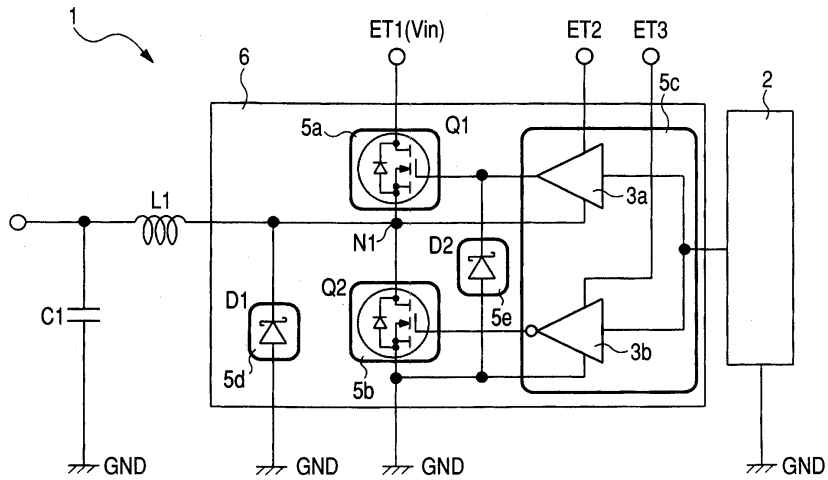 1
ET1(Vin)
ET2
ET3
6
5c
2
5a
Q1
3a
L1
N1
D2
Q2
D1
C1
5e
3b
5d
5b
GND
GND
GND
GND